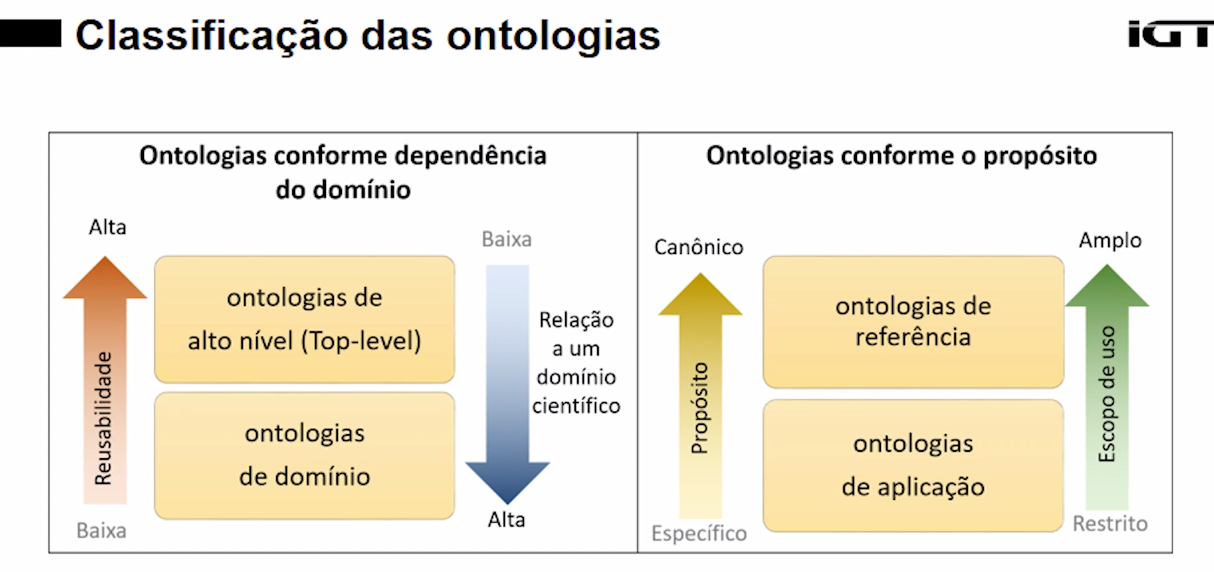 Classificação das ontologias
IGT
Ontologias conforme dependência
do domínio
Alta
Baixa
ontologias de
alto nível (Top-level)
Reusabilidade
Relação
a um
domínio
científico
ontologias
de domínio
Baixa
Alta
Ontologias conforme o propósito
Canônico
Amplo
ontologias de
referência
Propósito
Escopo de uso
ontologias
de aplicação
Específico
Restrito